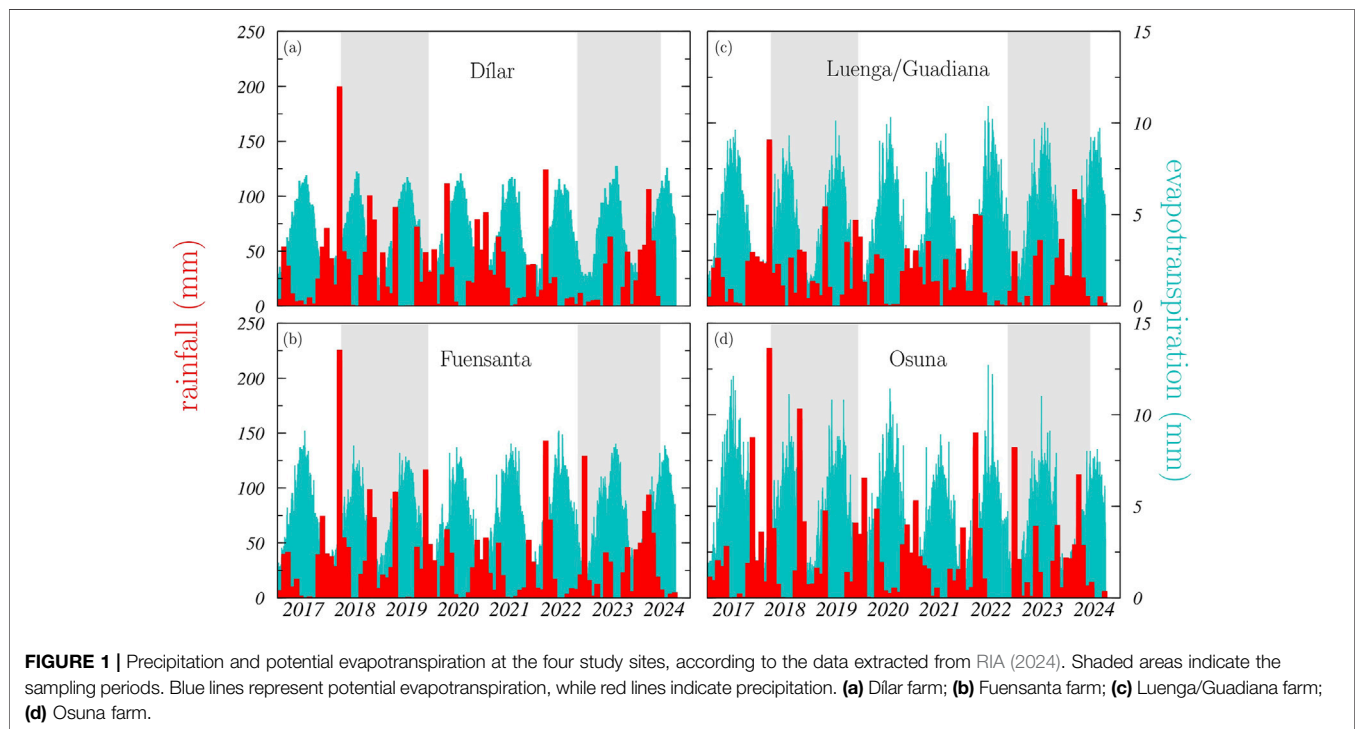 250
200
150
100
50
0
(a)
Dílar
(c)
Luenga/Guadiana
15
10
5
0
250
200
150
100
50
0
(b)
Fuensanta
(d)
Osuna
15
10
5
0
rainfall (mm)
evapotranspiration (mm)
2017 2018 2019 2020 2021 2022 2023 2024
2017 2018 2019 2020 2021 2022 2023 2024
FIGURE 1 | Precipitation and potential evapotranspiration at the four study sites, according to the data extracted from RIA (2024). Shaded areas indicate the
sampling periods. Blue lines represent potential evapotranspiration, while red lines indicate precipitation. (a) Dílar farm; (b) Fuensanta farm; (c) Luenga/Guadiana farm;
(d) Osuna farm.